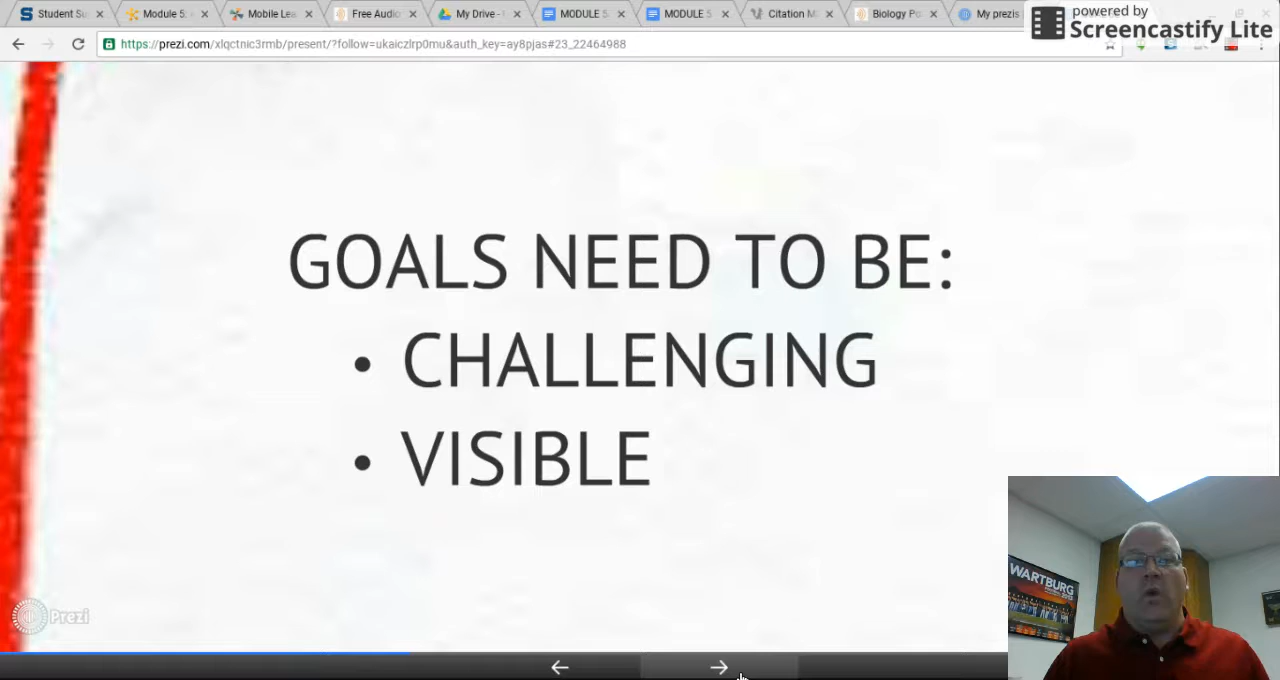 Student Su
Module 5:
Mobile Lea
Free Audio
My Drive -
MODULE 5
MODULE 5
Citation M
Biology Po
My prezis
powered by
Screencastify Lite
https://prezi.com/xlqctnic3rmb/present/?follow=ukaiczlrp0mu&auth_key=ay8pjas#23_22464988
GOALS NEED TO BE:
• CHALLENGING
• VISIBLE
WARTBURG
Prezi